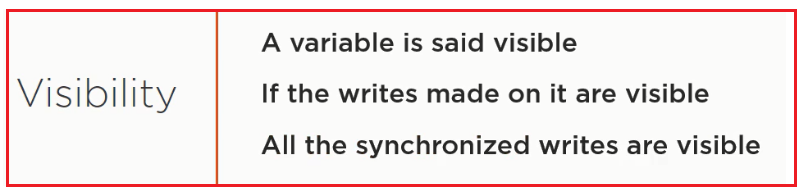 Visibility
A variable is said visible
If the writes made on it are visible
All the synchronized writes are visible